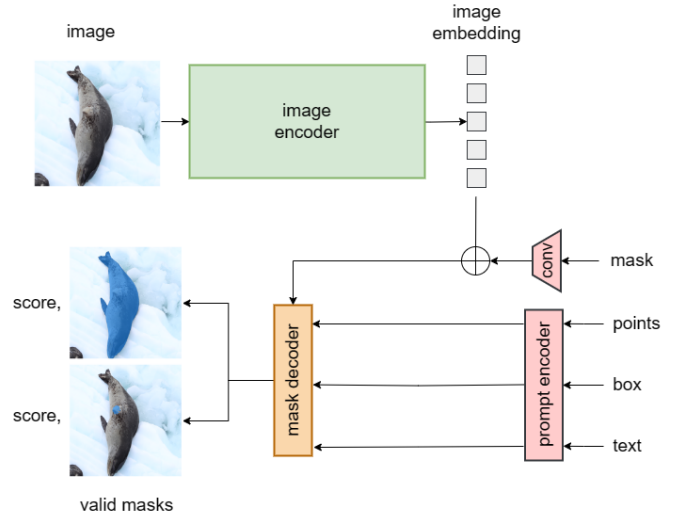 image
image
embedding
image
encoder
conv
mask
score,
score,
mask decoder
prompt encoder
points
box
text
valid masks